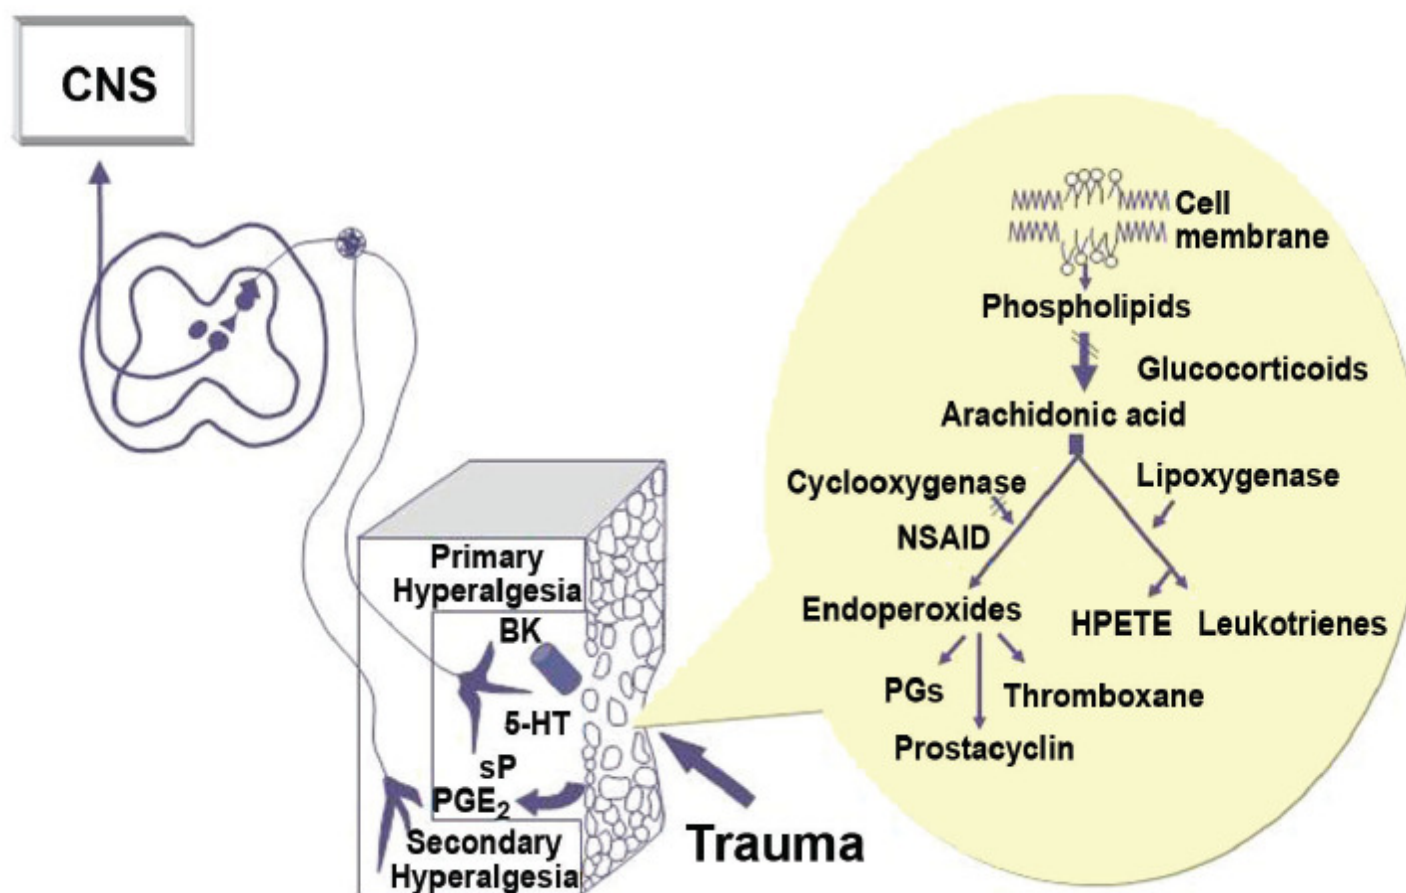 CNS
Cell
membrane
Phospholipids
Glucocorticoids
Arachidonic acid
Cyclooxygenase
Lipoxygenase
NSAID
Endoperoxides
HPETE
Leukotrienes
PGs
Thromboxane
Prostacyclin
Primary
Hyperalgesia
BK
5-HT
sP
PGE₂
Secondary
Hyperalgesia
Trauma